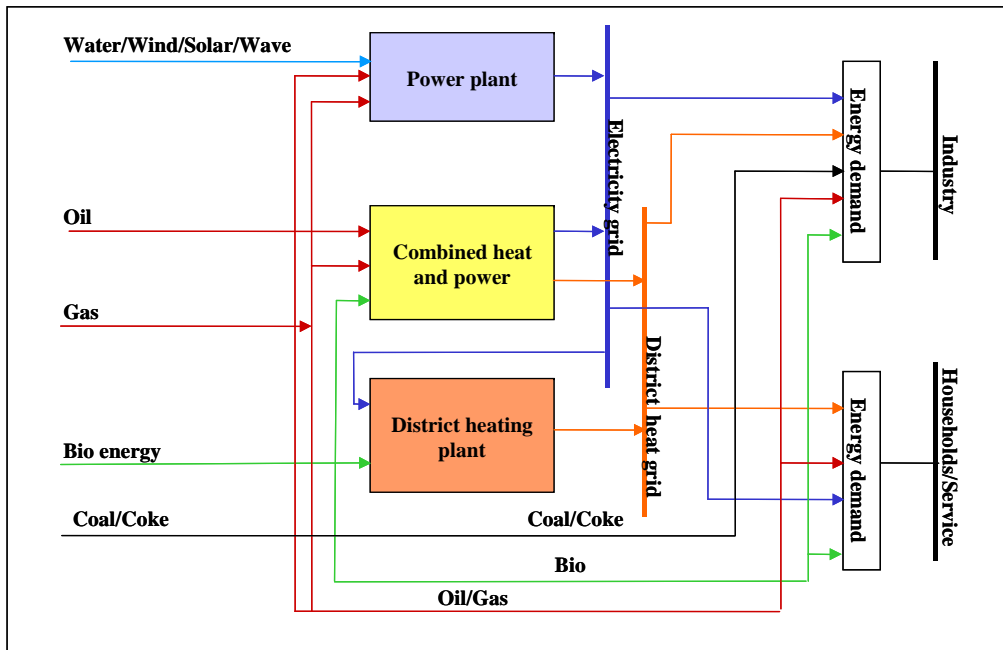 Water/Wind/Solar/Wave
Power plant
Electricity grid
Energy demand
Industry
Oil
Combined heat
and power
Gas
District heat grid
District heating
plant
Energy demand
Households/Service
Bio energy
Coal/Coke
Coal/Coke
Bio
Oil/Gas